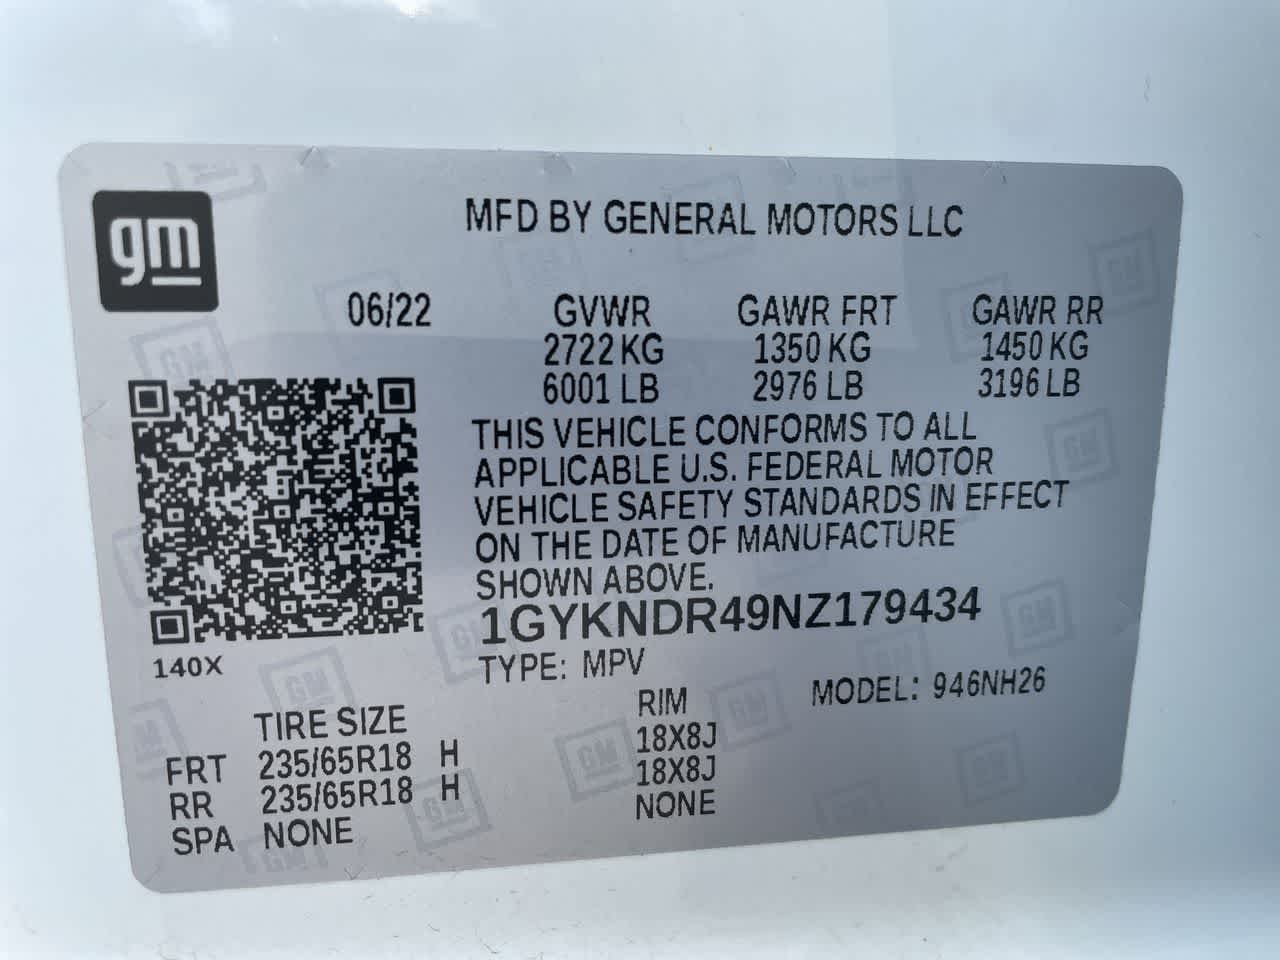 gm
MFD BY GENERAL MOTORS LLC
06/22 GVWR GAWR FRT GAWR RR
2722 KG 1350 KG 1450 KG
6001 LB 2976 LB 3196 LB
THIS VEHICLE CONFORMS TO ALL
APPLICABLE U.S. FEDERAL MOTOR
VEHICLE SAFETY STANDARDS IN EFFECT
ON THE DATE OF MANUFACTURE
SHOWN ABOVE.
1GYKNDR49NZ179434
140X
TYPE: MPV MODEL: 946NH26
TIRE SIZE RIM
FRT 235/65R18 H 18X8J
RR 235/65R18 H 18X8J
SPA NONE NONE